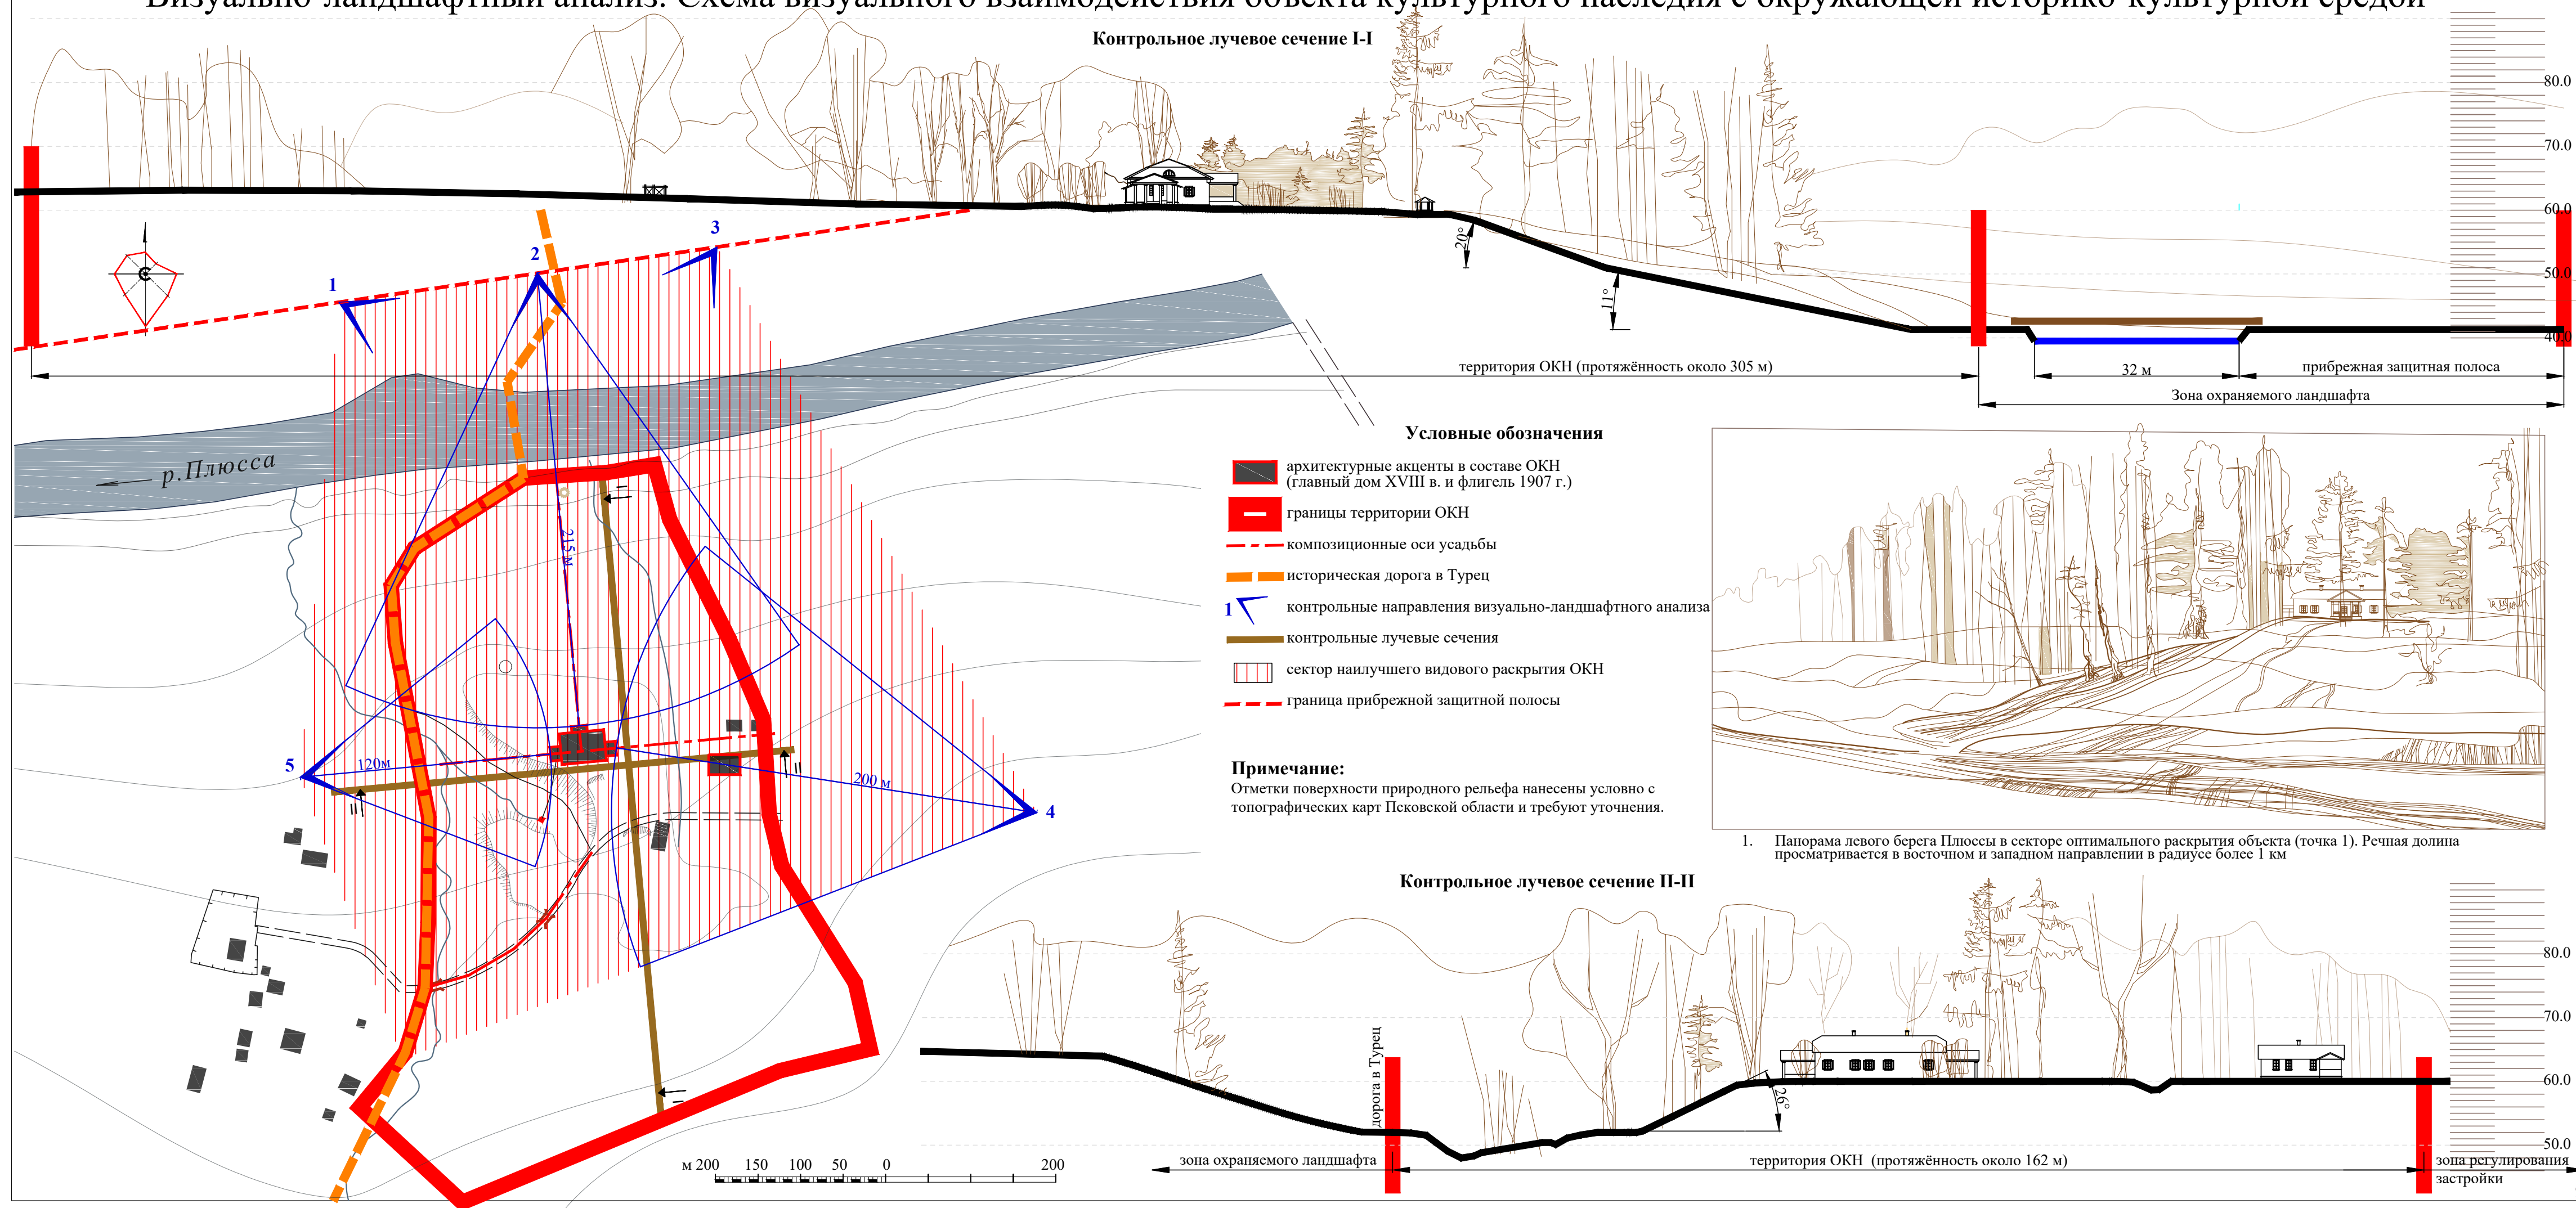 Визуально-ландшафтный анализ. Схема визуального взаимодействия объекта культурного наследия с окружающей историко-культурной средой
Контрольное лучевое сечение I-I
80.0
70.0
60.0
50.0
40.0
20°
11°
территория ОКН (протяжённость около 305 м)
32 м
прибрежная защитная полоса
Зона охраняемого ландшафта
С
1
2
3
4
5
р.Плюсса
215 м
120м
200 м
I
I
II
II
Условные обозначения
архитектурные акценты в составе ОКН
(главный дом XVIII в. и флигель 1907 г.)
границы территории ОКН
композиционные оси усадьбы
историческая дорога в Турец
1 контрольные направления визуально-ландшафтного анализа
контрольные лучевые сечения
сектор наилучшего видового раскрытия ОКН
граница прибрежной защитной полосы
Примечание:
Отметки поверхности природного рельефа нанесены условно с
топографических карт Псковской области и требуют уточнения.
1. Панорама левого берега Плюссы в секторе оптимального раскрытия объекта (точка 1). Речная долина
просматривается в восточном и западном направлении в радиусе более 1 км
Контрольное лучевое сечение II-II
80.0
70.0
60.0
50.0
дорога в Турец
26°
зона охраняемого ландшафта
территория ОКН (протяжённость около 162 м)
зона регулирования
застройки
м 200 150 100 50 0 200